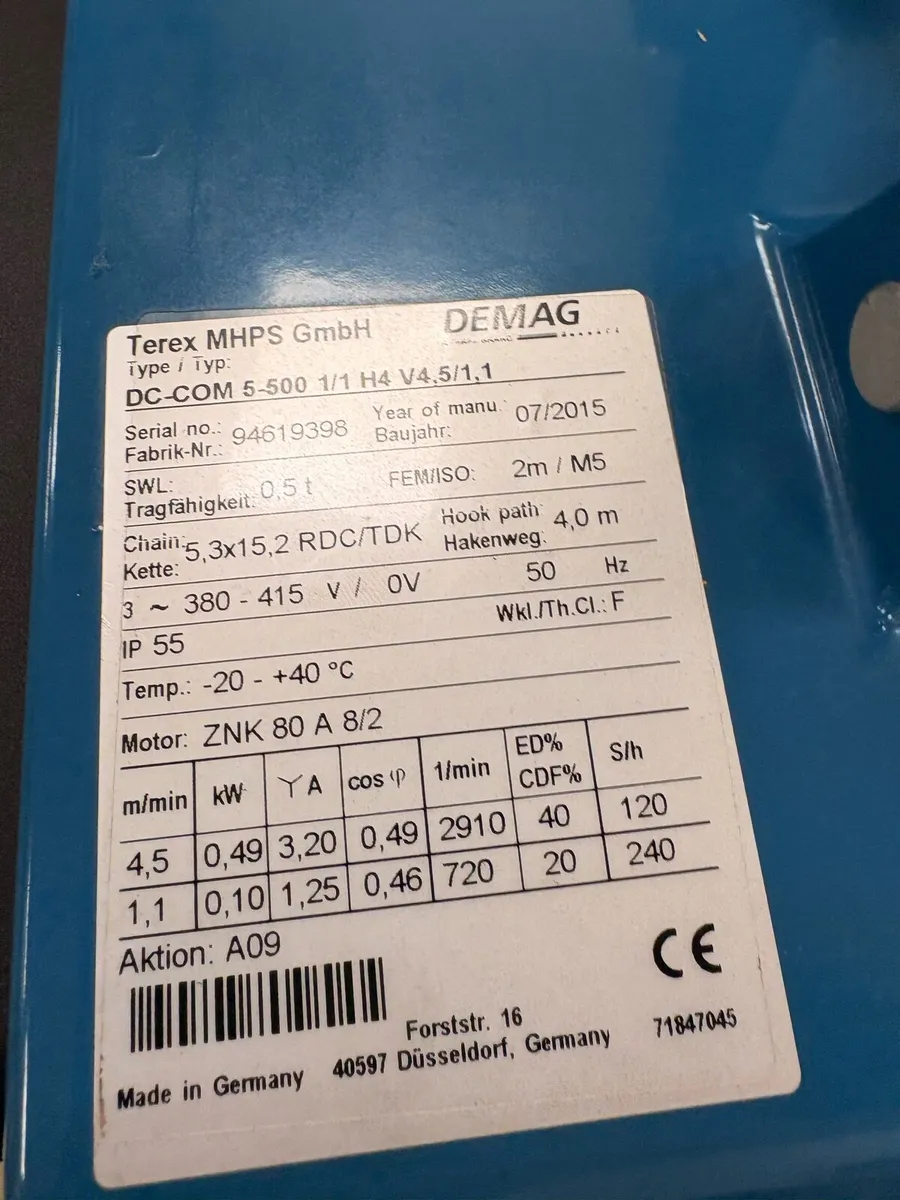 Terex MHPS GmbH DEMAG
Type / Typ:
DC-COM 5-500 1/1 H4 V4,5/1,1
Serial no.: 94619398 Year of manu. 07/2015
Fabrik-Nr.: Baujahr:
SWL: 0,5 t FEM/ISO: 2m / M5
Tragfähigkeit:
Chain: 5,3x15,2 RDC/TDK Hook path: 4,0 m
Kette: Hakenweg:
3 ~ 380 - 415 V / 0V 50 Hz
IP 55 Wkl./Th.Cl.: F
Temp.: -20 - +40 °C
Motor: ZNK 80 A 8/2
m/min kW Y A cos φ 1/min ED% CDF% S/h
4,5 0,49 3,20 0,49 2910 40 120
1,1 0,10 1,25 0,46 720 20 240
Aktion: A09 CE
Forststr. 16 71847045
Made in Germany 40597 Düsseldorf, Germany